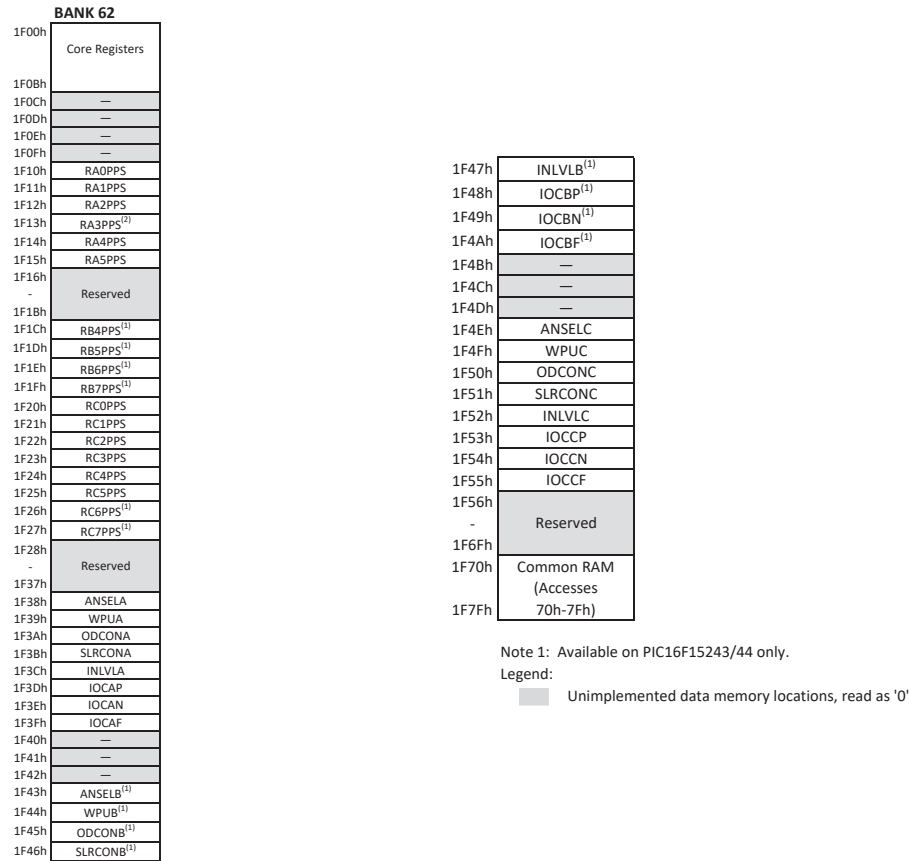 BANK 62
1F00h
Core Registers
1F0Bh
1F0Ch —
1F0Dh —
1F0Eh —
1F0Fh —
1F10h RA0PPS
1F11h RA1PPS
1F12h RA2PPS
1F13h RA3PPS(2)
1F14h RA4PPS
1F15h RA5PPS
1F16h
- Reserved
1F1Bh
1F1Ch RB4PPS(1)
1F1Dh RB5PPS(1)
1F1Eh RB6PPS(1)
1F1Fh RB7PPS(1)
1F20h RC0PPS
1F21h RC1PPS
1F22h RC2PPS
1F23h RC3PPS
1F24h RC4PPS
1F25h RC5PPS
1F26h RC6PPS(1)
1F27h RC7PPS(1)
1F28h
- Reserved
1F37h
1F38h ANSELA
1F39h WPUA
1F3Ah ODCONA
1F3Bh SLRCONA
1F3Ch INLVLA
1F3Dh IOCAP
1F3Eh IOCAN
1F3Fh IOCAF
1F40h —
1F41h —
1F42h —
1F43h ANSELB(1)
1F44h WPUB(1)
1F45h ODCONB(1)
1F46h SLRCONB(1)
1F47h INLVLB(1)
1F48h IOCBP(1)
1F49h IOCBN(1)
1F4Ah IOCBF(1)
1F4Bh —
1F4Ch —
1F4Dh —
1F4Eh ANSELC
1F4Fh WPUC
1F50h ODCONC
1F51h SLRCONC
1F52h INLVLC
1F53h IOCCP
1F54h IOCCN
1F55h IOCCF
1F56h
- Reserved
1F6Fh
1F70h Common RAM
(Accesses
1F7Fh 70h-7Fh)
Note 1: Available on PIC16F15243/44 only.
Legend:
Unimplemented data memory locations, read as '0'